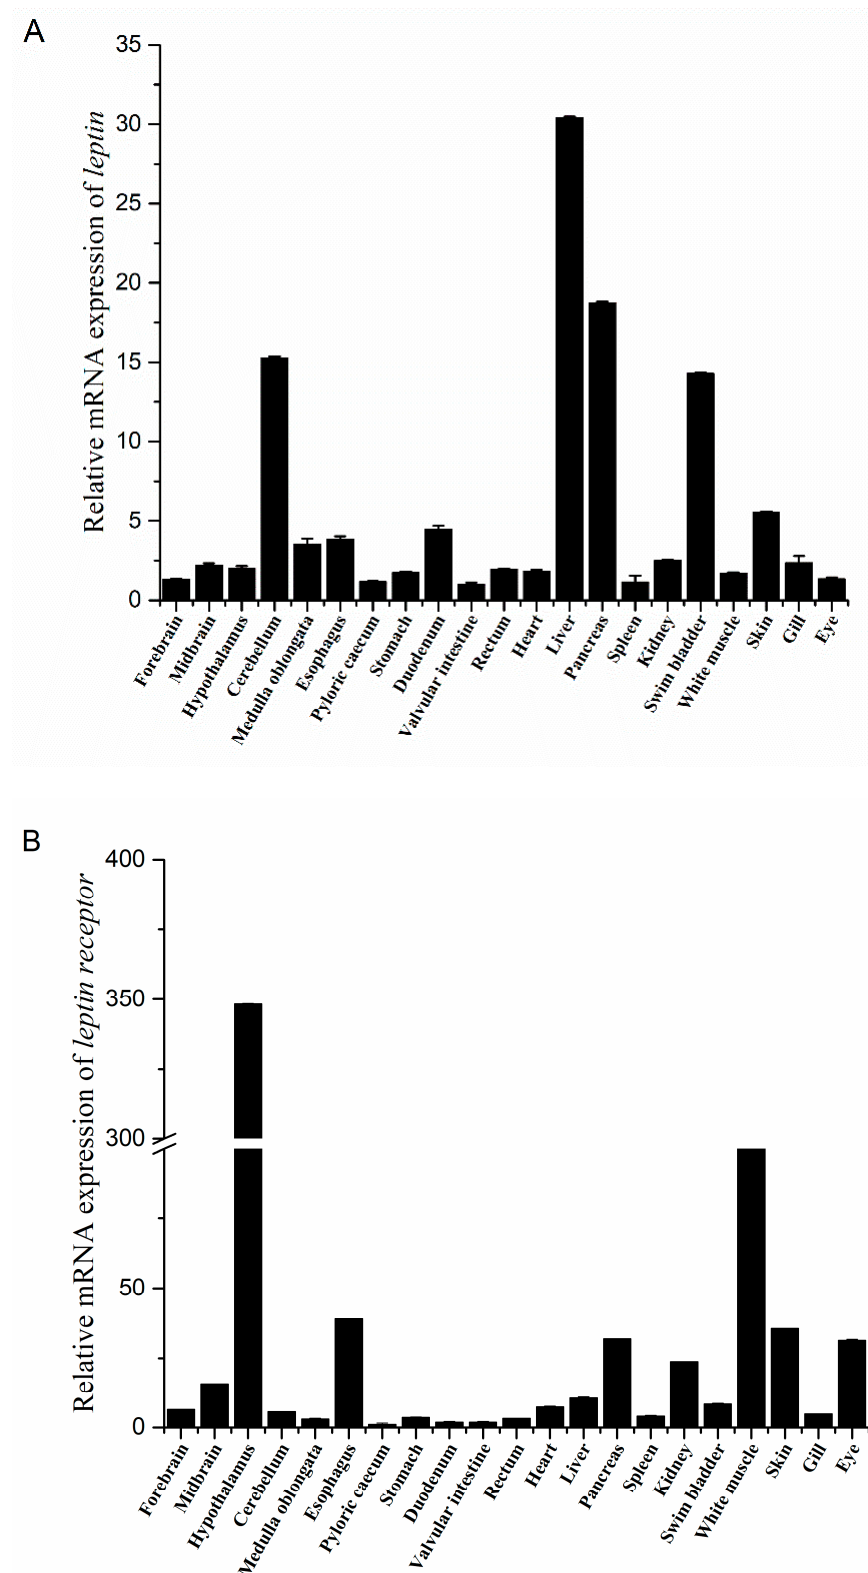 A
Relative mRNA expression of leptin
35
30
25
20
15
10
5
0
Forebrain
Midbrain
Hypothalamus
Cerebellum
Medulla oblongata
Esophagus
Pyloric caecum
Stomach
Duodenum
Valvular intestine
Rectum
Heart
Liver
Pancreas
Spleen
Kidney
Swim bladder
White muscle
Skin
Gill
Eye
B
Relative mRNA expression of leptin receptor
400
350
300
50
0
Forebrain
Midbrain
Hypothalamus
Cerebellum
Medulla oblongata
Esophagus
Pyloric caecum
Stomach
Duodenum
Valvular intestine
Rectum
Heart
Liver
Pancreas
Spleen
Kidney
Swim bladder
White muscle
Skin
Gill
Eye